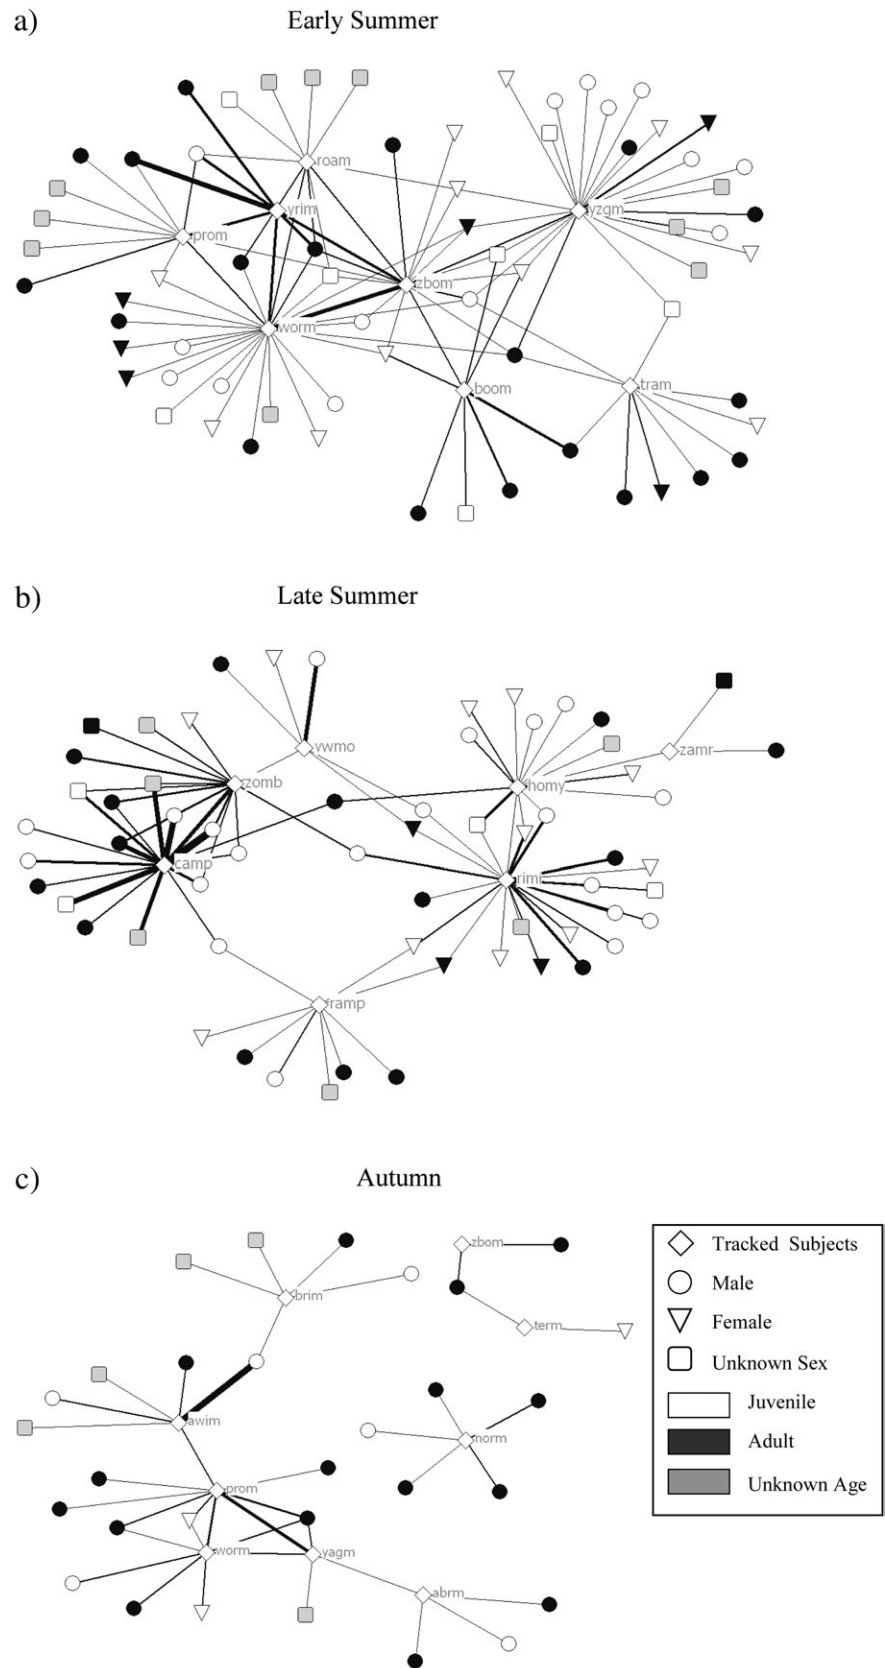 a)
Early Summer
roam
yrim
yzgm
prom
zbom
worm
boom
tram
b)
Late Summer
vwmo
zamr
zomb
homy
camp
rimi
ramp
c)
Autumn
zbom
Tracked Subjects
Male
brim
Female
term
Unknown Sex
Juvenile
awim
norm
Adult
prom
Unknown Age
worm
yagm
abrm